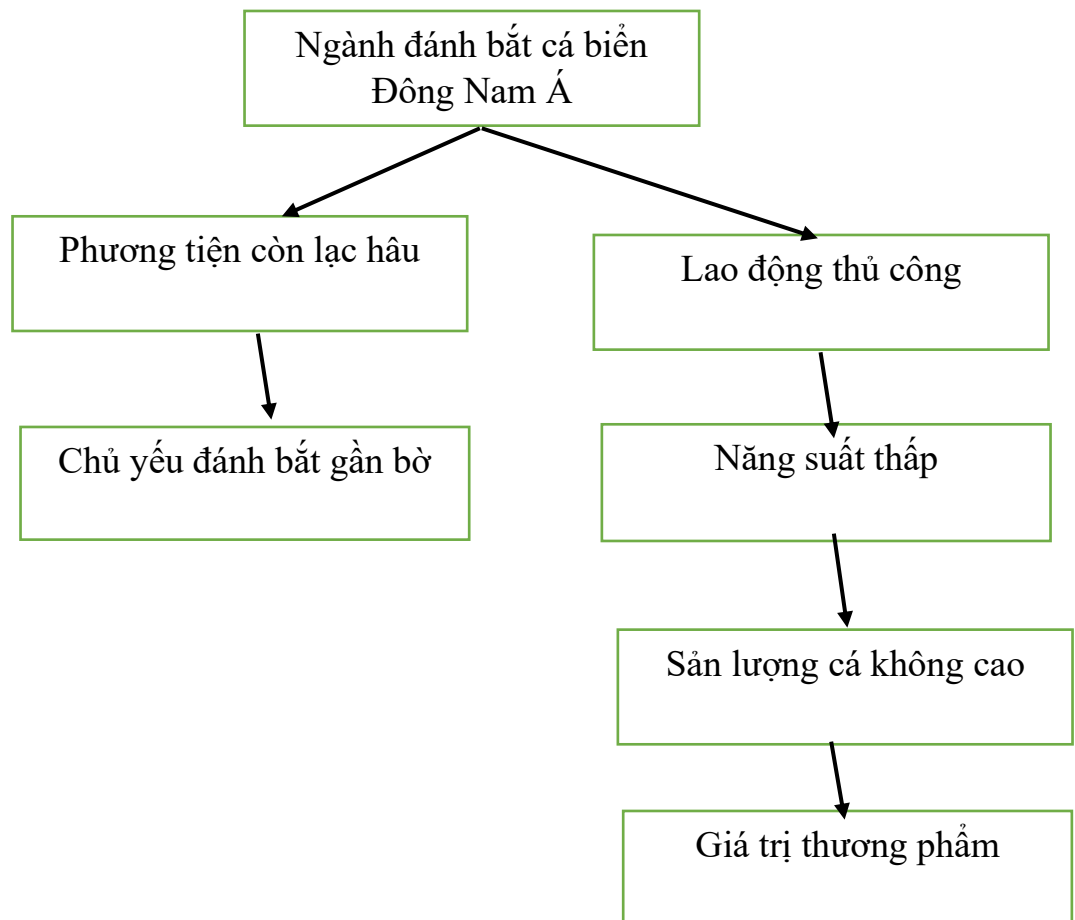 Ngành đánh bắt cá biển
Đông Nam Á
Phương tiện còn lạc hâu
Lao động thủ công
Chủ yếu đánh bắt gần bờ
Năng suất thấp
Sản lượng cá không cao
Giá trị thương phẩm